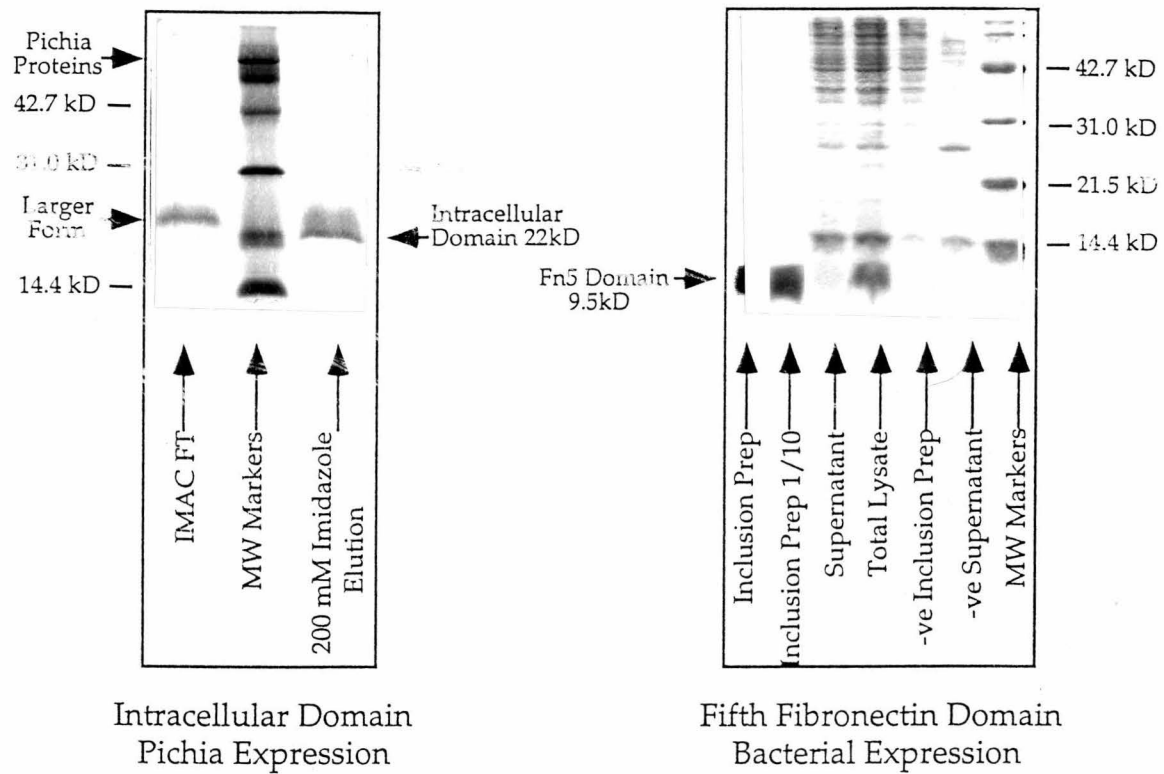 Pichia
Proteins
42.7 kD
31.0 kD
Larger
Form
14.4 kD
Intracellular
Domain 22kD
IMAC FT
MW Markers
200 mM Imidazole
Elution
Intracellular Domain
Pichia Expression
42.7 kD
31.0 kD
21.5 kD
14.4 kD
Fn5 Domain
9.5kD
Inclusion Prep
Inclusion Prep 1/10
Supernatant
Total Lysate
-ve Inclusion Prep
-ve Supernatant
MW Markers
Fifth Fibronectin Domain
Bacterial Expression